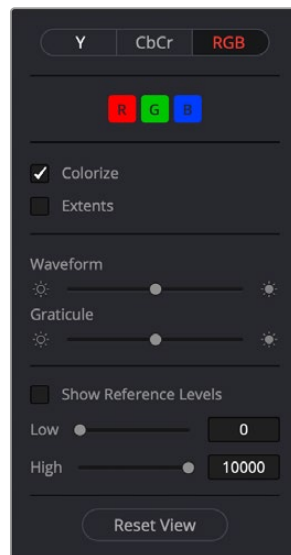 Y CbCr RGB
R G B
Colorize
Extents
Waveform
Graticule
Show Reference Levels
Low 0
High 10000
Reset View